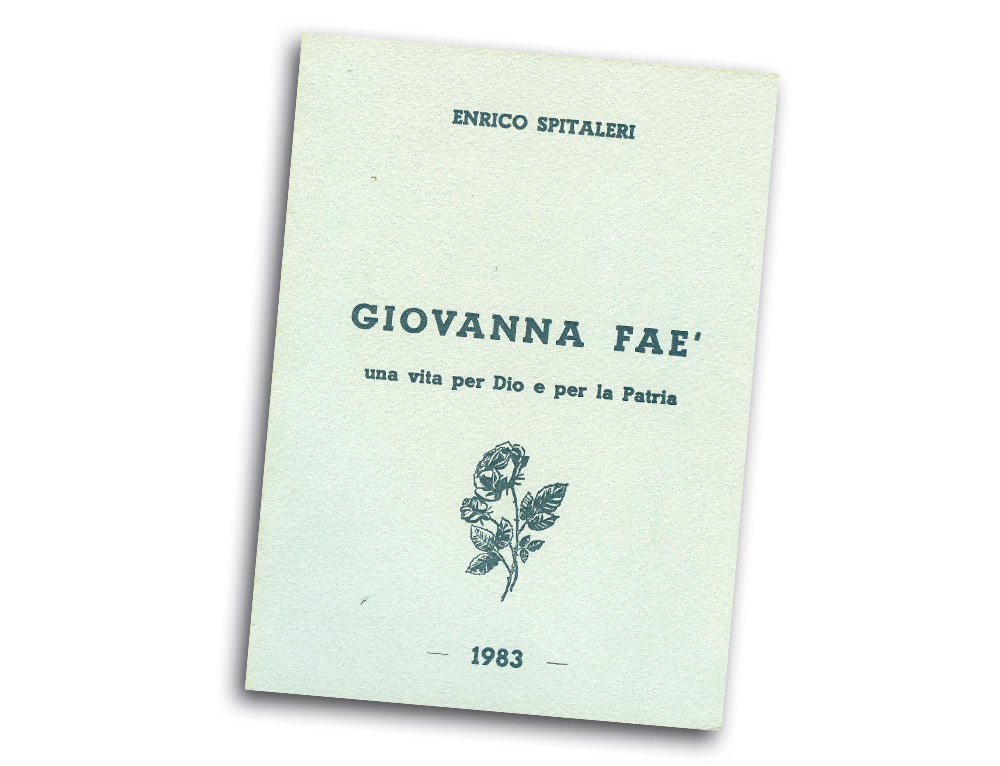 ENRICO SPITALERI
GIOVANNA FAE'
una vita per Dio e per la Patria
— 1983 —